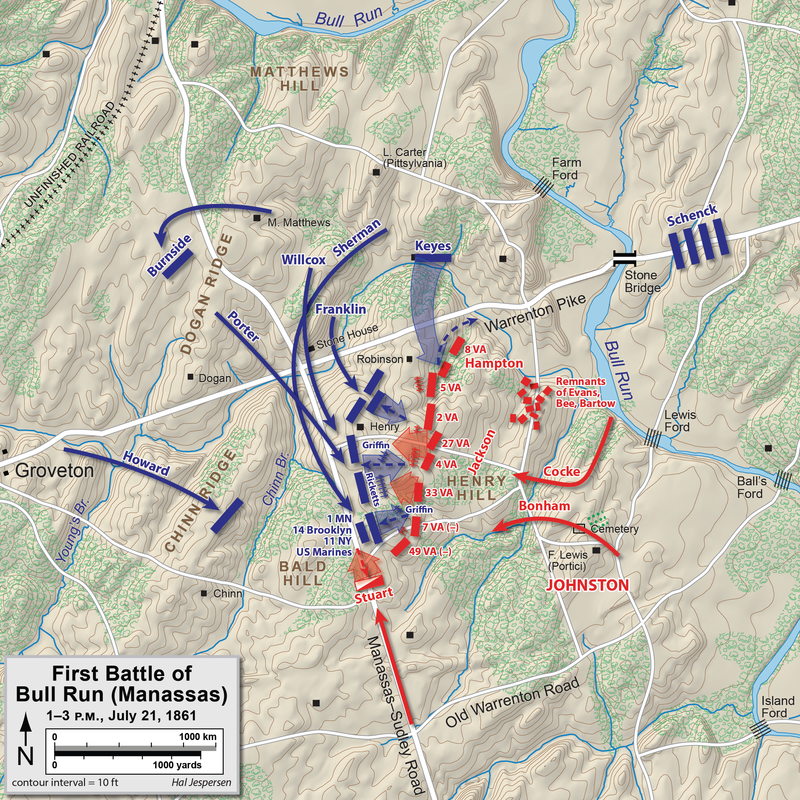 Bull Run
MATTHEWS
HILL
UNFINISHED RAILROAD
L. Carter
(Pittsylvania)
Farm
Ford
M. Matthews
Burnside
DOGAN RIDGE
Willcox
Sherman
Keyes
Schenck
Stone
Bridge
Franklin
Porter
Stone House
Warrenton Pike
Robinson
8 VA
Hampton
5 VA
Bull Run
Dogan
Remnants
of Evans,
Bee, Bartow
2 VA
Henry
Lewis
Ford
Griffin
27 VA
Jackson
4 VA
Groveton
Howard
Chinn Br.
Ricketts
HENRY
HILL
33 VA
Cocke
Ball's
Ford
CHINN RIDGE
Young's Br.
Griffin
Bonham
1 MN
14 Brooklyn
11 NY
US Marines
7 VA (–)
Cemetery
49 VA (–)
F. Lewis
(Portici)
BALD
HILL
JOHNSTON
Chinn
Stuart
Manassas–Sudley Road
Old Warrenton Road
Island
Ford
First Battle of
Bull Run (Manassas)
1–3 P.M., July 21, 1861
N
0 1000 km
0 1000 yards
contour interval = 10 ft Hal Jespersen